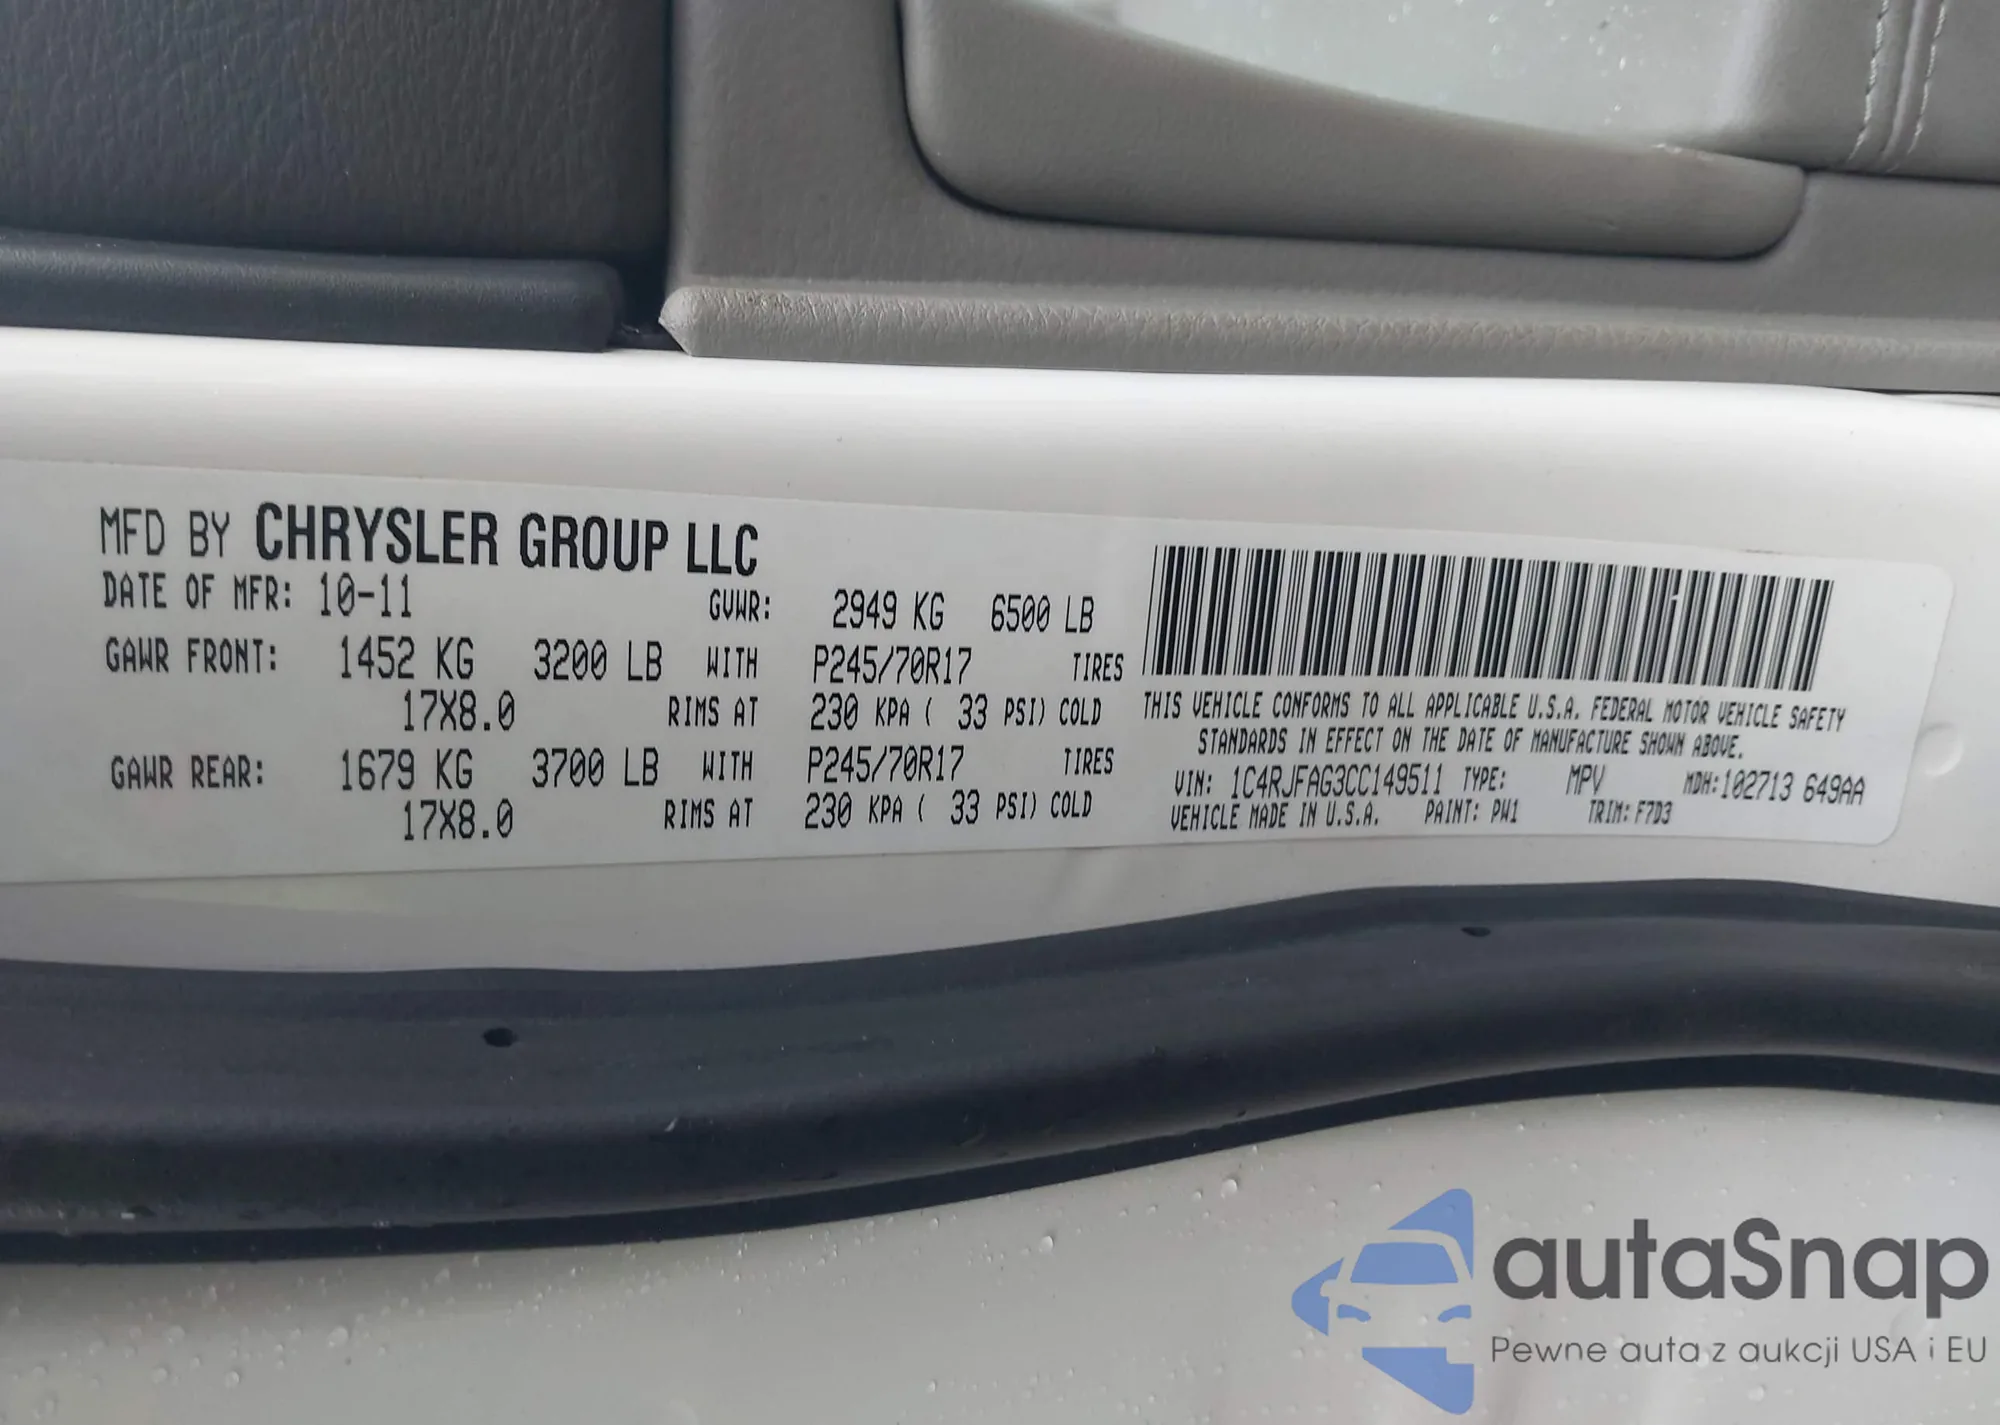 MFD BY CHRYSLER GROUP LLC
DATE OF MFR: 10-11 GVWR: 2949 KG 6500 LB
GAWR FRONT: 1452 KG 3200 LB WITH P245/70R17 TIRES
17X8.0 RIMS AT 230 KPA ( 33 PSI) COLD
GAWR REAR: 1679 KG 3700 LB WITH P245/70R17 TIRES
17X8.0 RIMS AT 230 KPA ( 33 PSI) COLD
THIS VEHICLE CONFORMS TO ALL APPLICABLE U.S.A. FEDERAL MOTOR VEHICLE SAFETY
STANDARDS IN EFFECT ON THE DATE OF MANUFACTURE SHOWN ABOVE.
VIN: 1C4RJFAG3CC149511 TYPE: MPV MDH:102713 649AA
VEHICLE MADE IN U.S.A. PAINT: PW1 TRIM: F7D3
autaSnap
Pewne auta z aukcji USA i EU